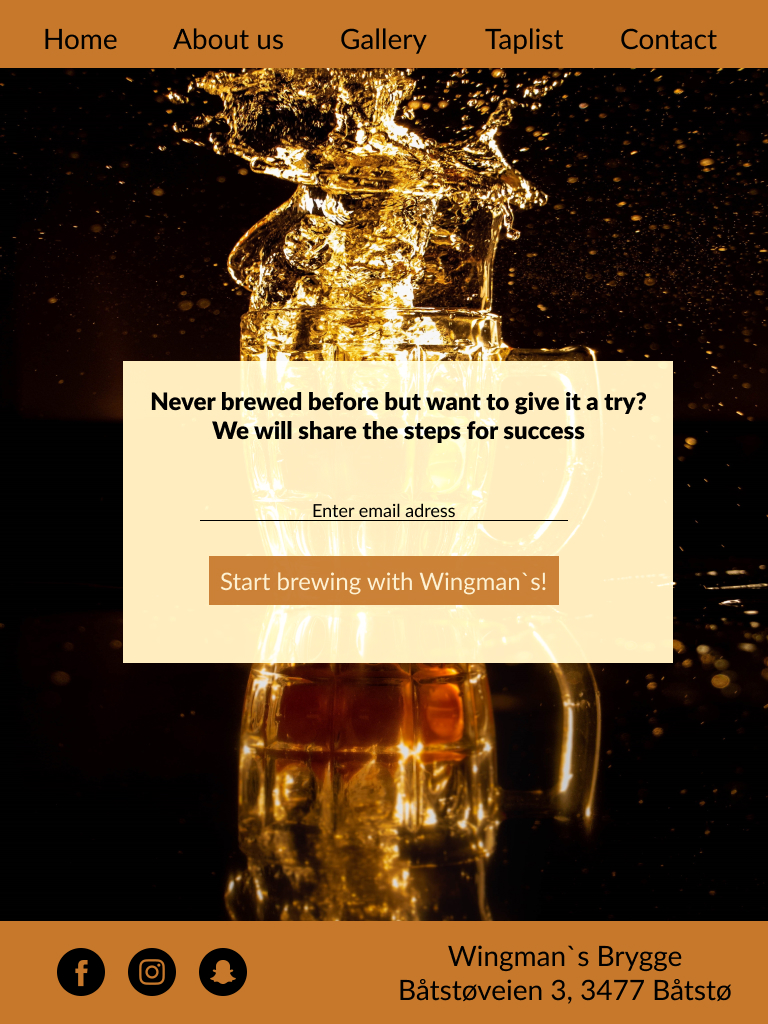 Home About us Gallery Taplist Contact
Never brewed before but want to give it a try?
We will share the steps for success
Enter email adress
Start brewing with Wingman`s!
Wingman`s Brygge
Båtstøveien 3, 3477 Båtstø